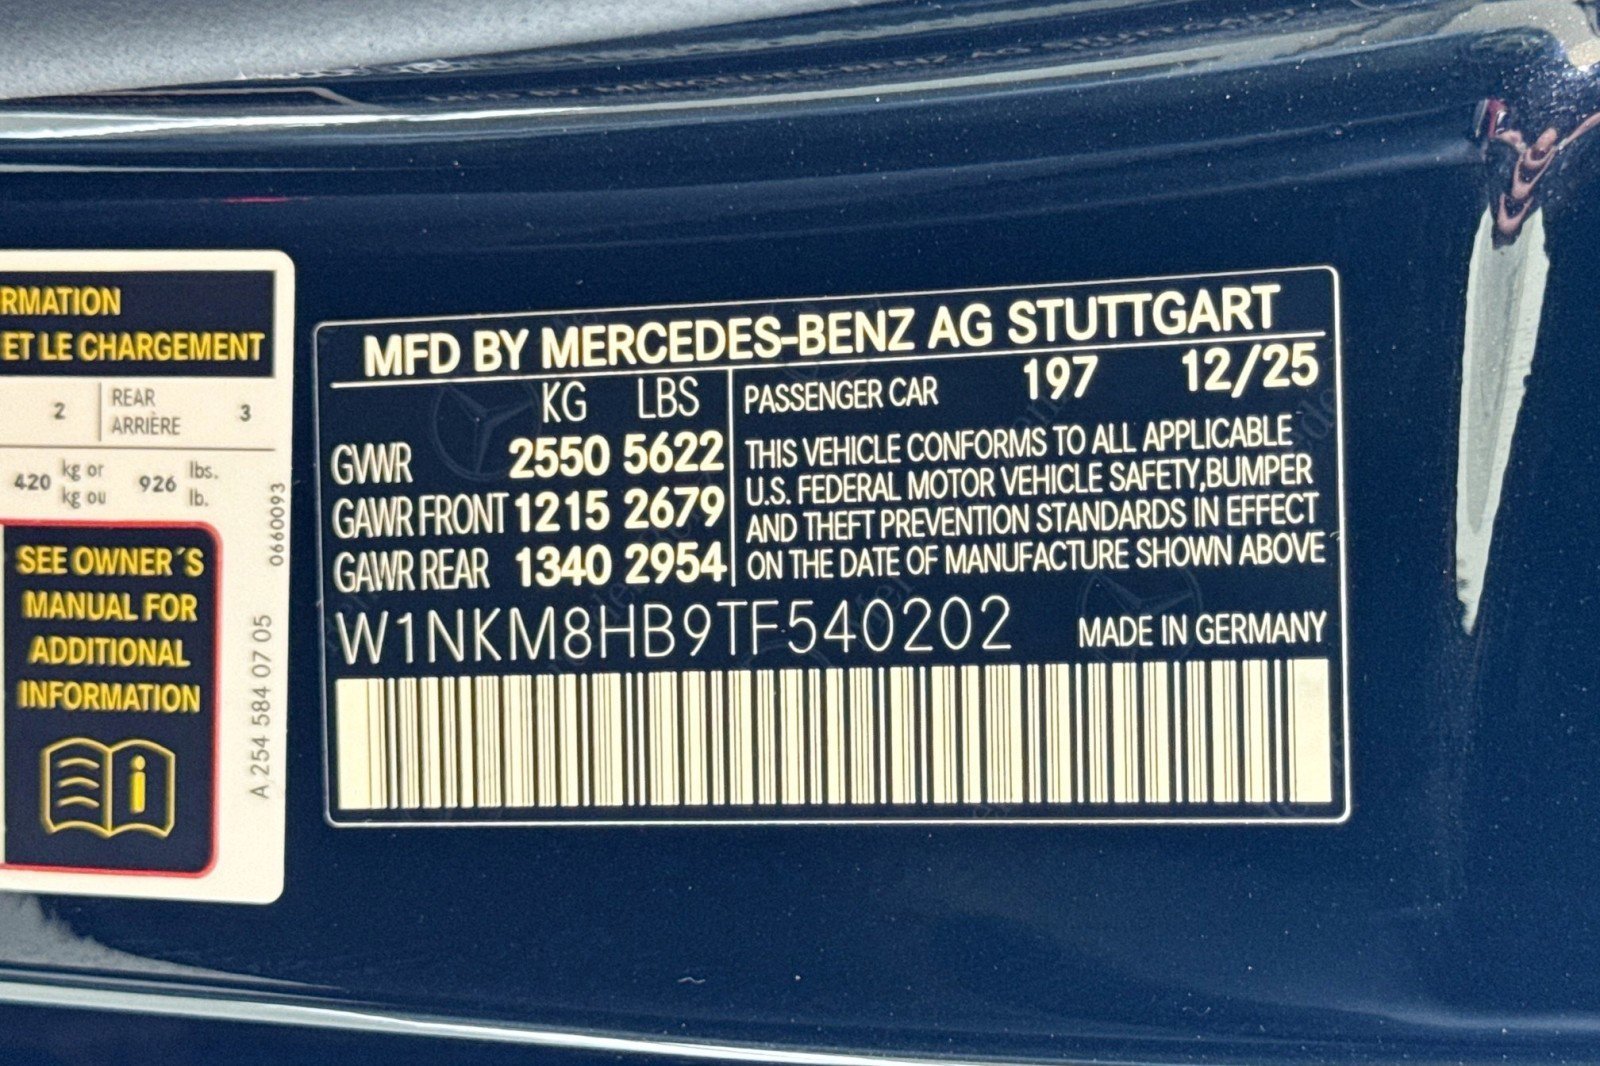 RMATION
ET LE CHARGEMENT
2 REAR ARRIÈRE 3
420 kg or kg ou 926 lbs. lb.
0660093
SEE OWNER´S
MANUAL FOR
ADDITIONAL
INFORMATION
A 254 584 07 05
MFD BY MERCEDES-BENZ AG STUTTGART
KG LBS
GVWR 2550 5622
GAWR FRONT 1215 2679
GAWR REAR 1340 2954
PASSENGER CAR 197 12/25
THIS VEHICLE CONFORMS TO ALL APPLICABLE
U.S. FEDERAL MOTOR VEHICLE SAFETY,BUMPER
AND THEFT PREVENTION STANDARDS IN EFFECT
ON THE DATE OF MANUFACTURE SHOWN ABOVE
W1NKM8HB9TF540202 MADE IN GERMANY